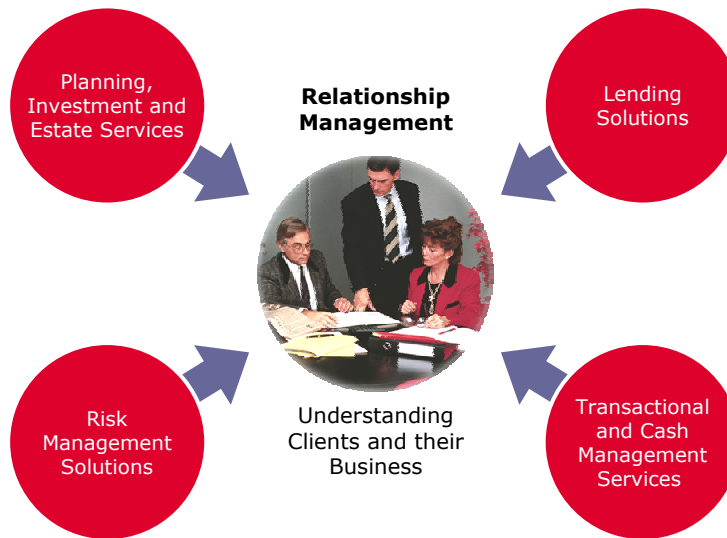 Planning,
Investment and
Estate Services
Relationship
Management
Lending
Solutions
Risk
Management
Solutions
Understanding
Clients and their
Business
Transactional
and Cash
Management
Services